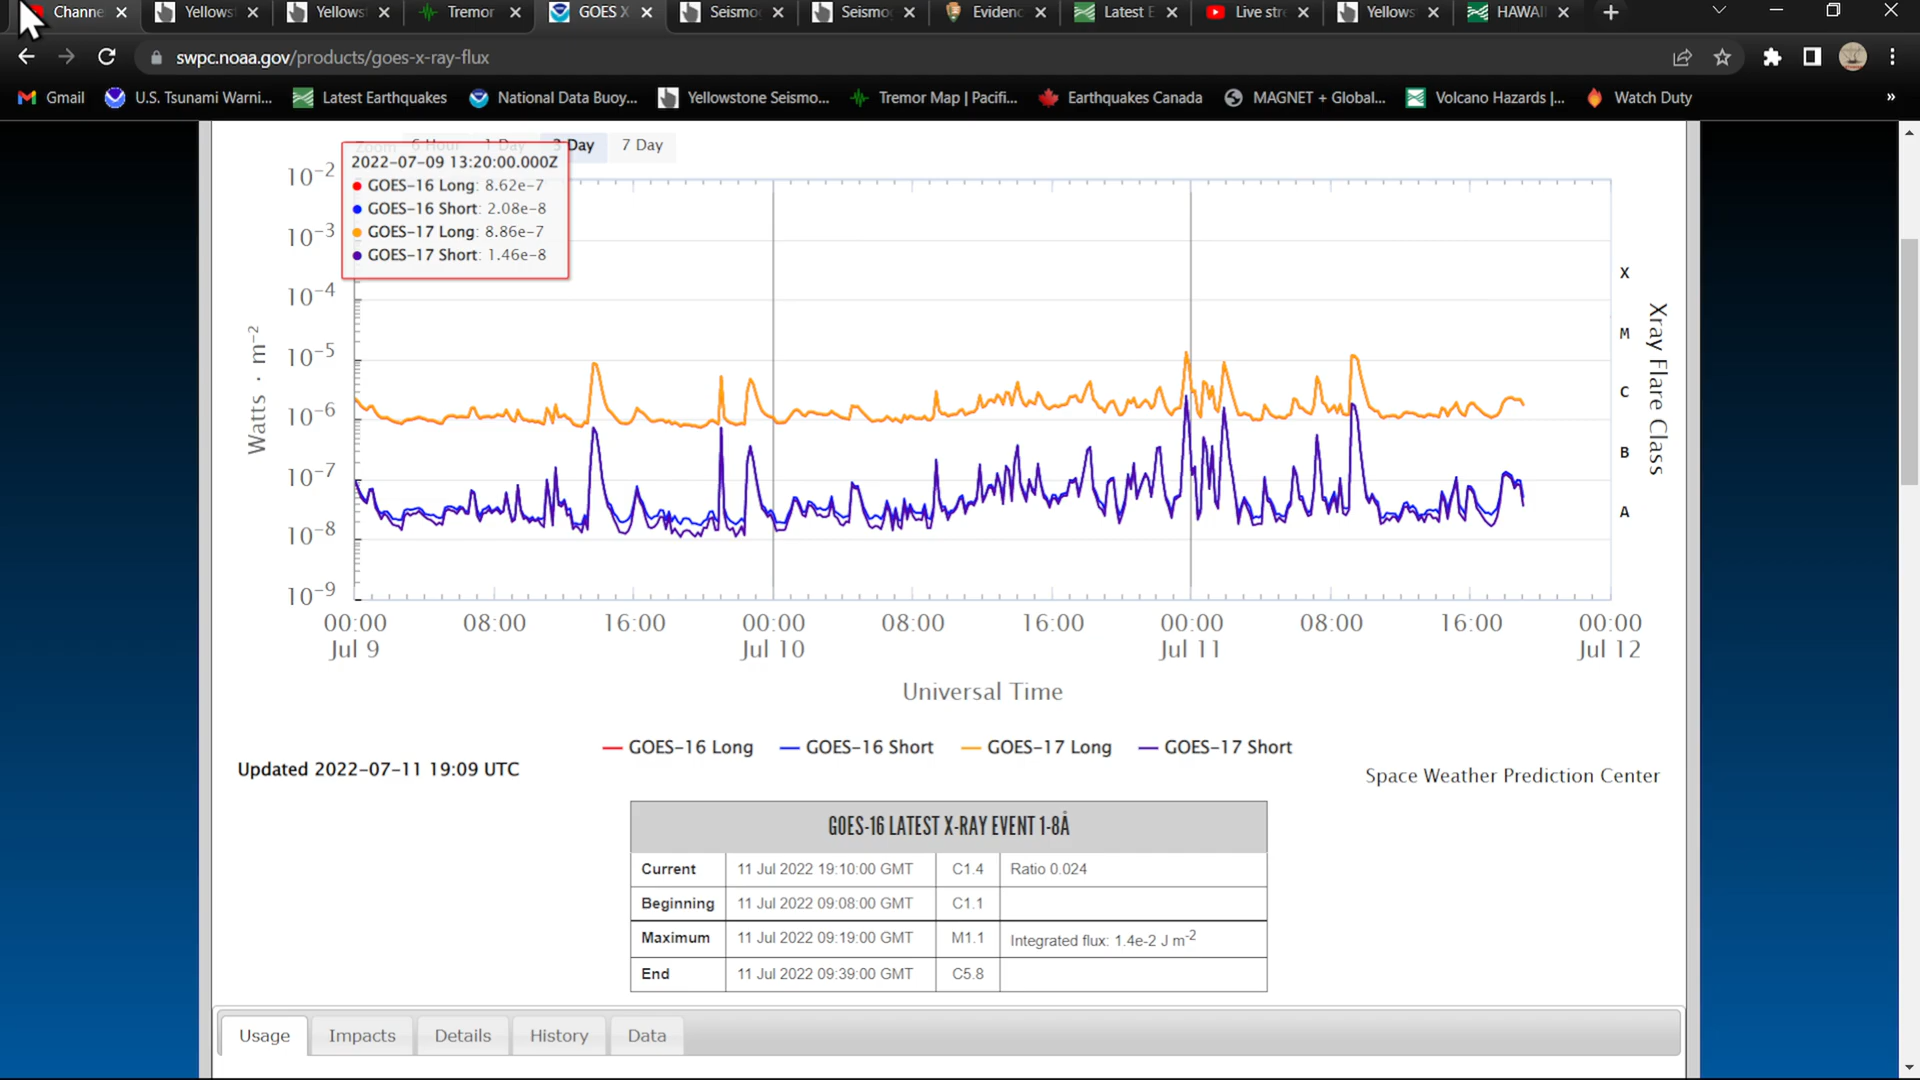 Channe Yellows Yellows Tremor GOES X Seismo Seismo Evidenc Latest E Live str Yellows HAWAII
swpc.noaa.gov/products/goes-x-ray-flux
Gmail U.S. Tsunami Warni... Latest Earthquakes National Data Buoy... Yellowstone Seismo... Tremor Map | Pacifi... Earthquakes Canada MAGNET + Global... Volcano Hazards |... Watch Duty »
Zoom 6 Hour 1 Day 3 Day 7 Day
2022-07-09 13:20:00.000Z
GOES-16 Long: 8.62e-7
GOES-16 Short: 2.08e-8
GOES-17 Long: 8.86e-7
GOES-17 Short: 1.46e-8
10-2
10-3
10-4
10-5
10-6
10-7
10-8
10-9
Watts · m-2
X
M
C
B
A
Xray Flare Class
00:00 08:00 16:00 00:00 08:00 16:00 00:00 08:00 16:00 00:00
Jul 9 Jul 10 Jul 11 Jul 12
Universal Time
GOES-16 Long GOES-16 Short GOES-17 Long GOES-17 Short
Updated 2022-07-11 19:09 UTC
Space Weather Prediction Center
GOES-16 LATEST X-RAY EVENT 1-8Å
Current 11 Jul 2022 19:10:00 GMT C1.4 Ratio 0.024
Beginning 11 Jul 2022 09:08:00 GMT C1.1
Maximum 11 Jul 2022 09:19:00 GMT M1.1 Integrated flux: 1.4e-2 J m-2
End 11 Jul 2022 09:39:00 GMT C5.8
Usage Impacts Details History Data